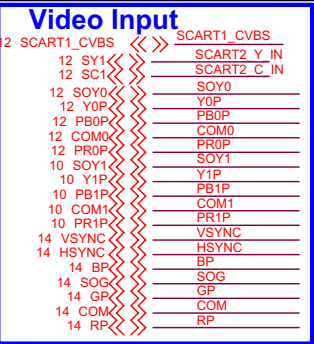 Video Input
12 SCART1_CVBS SCART1_CVBS
12 SY1 SCART2_Y_IN
12 SC1 SCART2_C_IN
12 SOY0 SOY0
12 Y0P Y0P
12 PB0P PB0P
12 COM0 COM0
12 PR0P PR0P
10 SOY1 SOY1
10 Y1P Y1P
10 PB1P PB1P
10 COM1 COM1
10 PR1P PR1P
14 VSYNC VSYNC
14 HSYNC HSYNC
14 BP BP
14 SOG SOG
14 GP GP
14 COM COM
14 RP RP